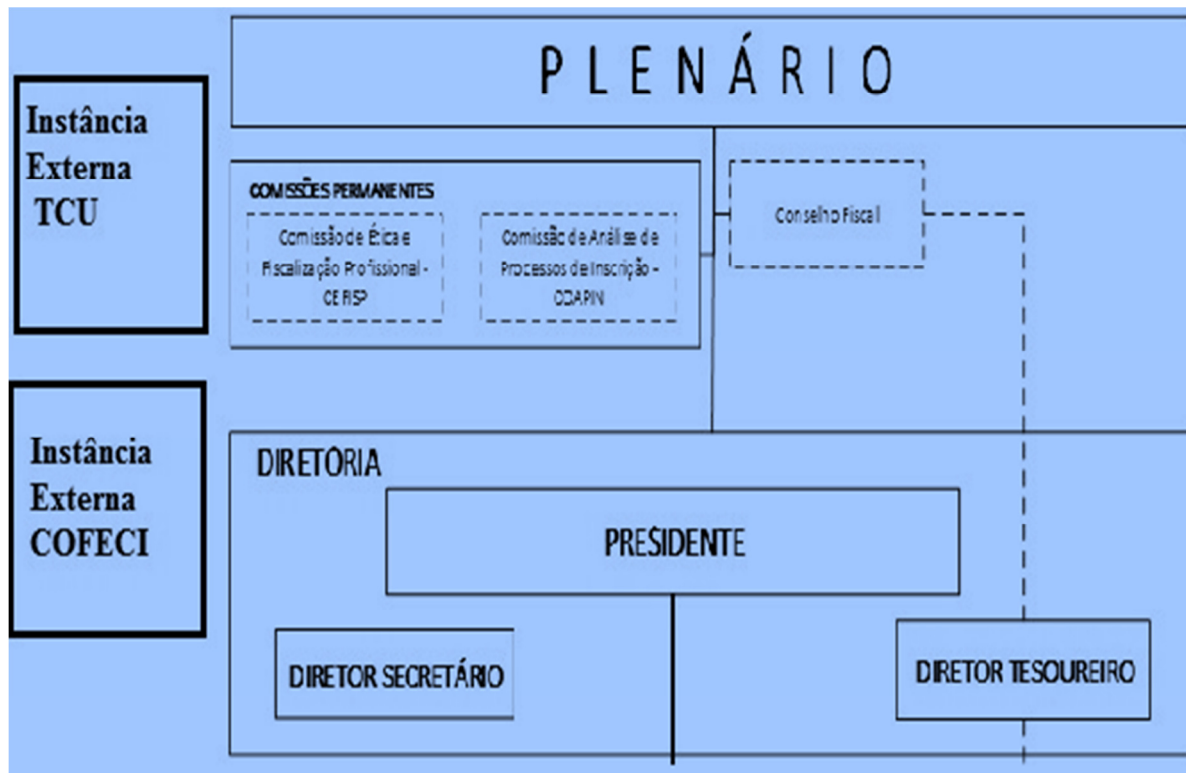 PLENÁRIO
Instância
Externa
TCU
COMISSÕES PERMANENTES
Comissão de Ética e
Fiscalização Profissional -
CEFISP
Comissão de Análise de
Processos de Inscrição –
COAPIN
Conselho Fiscal
Instância
Externa
COFECI
DIRETORIA
PRESIDENTE
DIRETOR SECRETÁRIO
DIRETOR TESOUREIRO